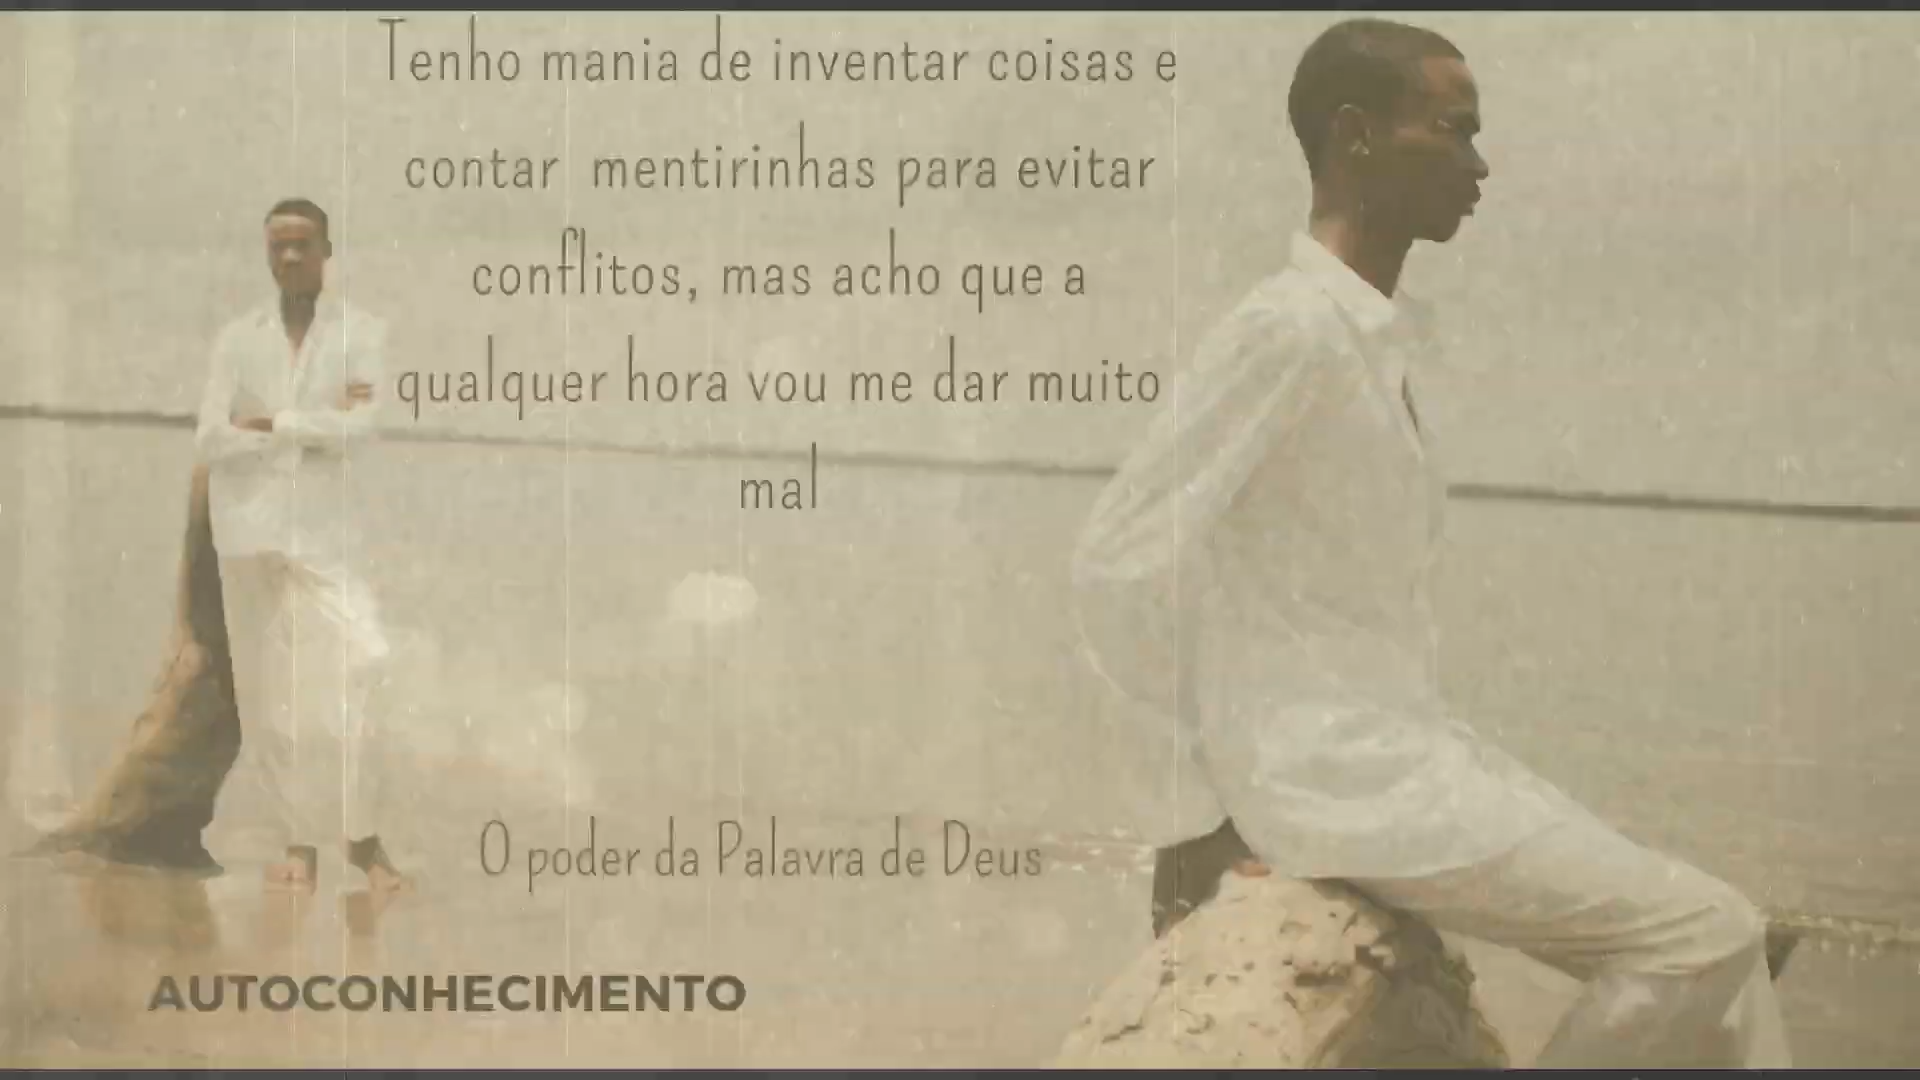 Tenho mania de inventar coisas e
contar mentirinhas para evitar
conflitos, mas acho que a
qualquer hora vou me dar muito
mal
O poder da Palavra de Deus
AUTOCONHECIMENTO